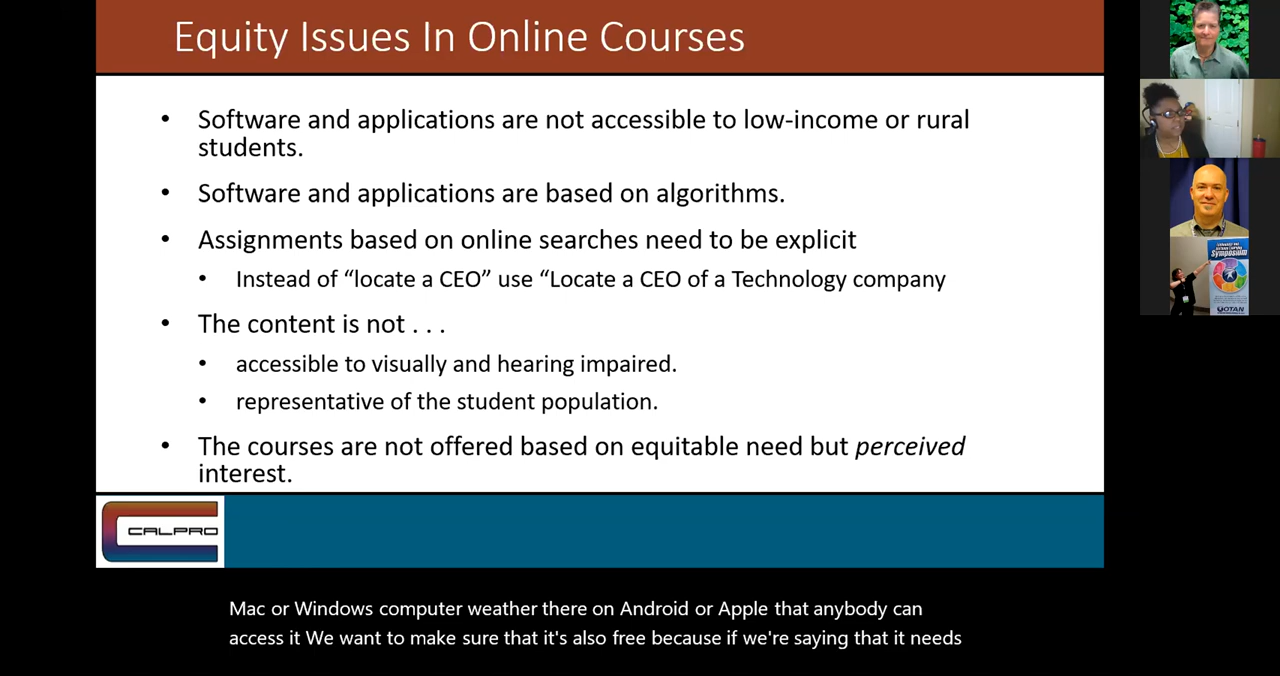 Equity Issues In Online Courses
• Software and applications are not accessible to low-income or rural
students.
• Software and applications are based on algorithms.
• Assignments based on online searches need to be explicit
• Instead of “locate a CEO” use “Locate a CEO of a Technology company
• The content is not . . .
• accessible to visually and hearing impaired.
• representative of the student population.
• The courses are not offered based on equitable need but perceived
interest.
CALPRO
Mac or Windows computer weather there on Android or Apple that anybody can
access it We want to make sure that it's also free because if we're saying that it needs
Symposium
OTAN